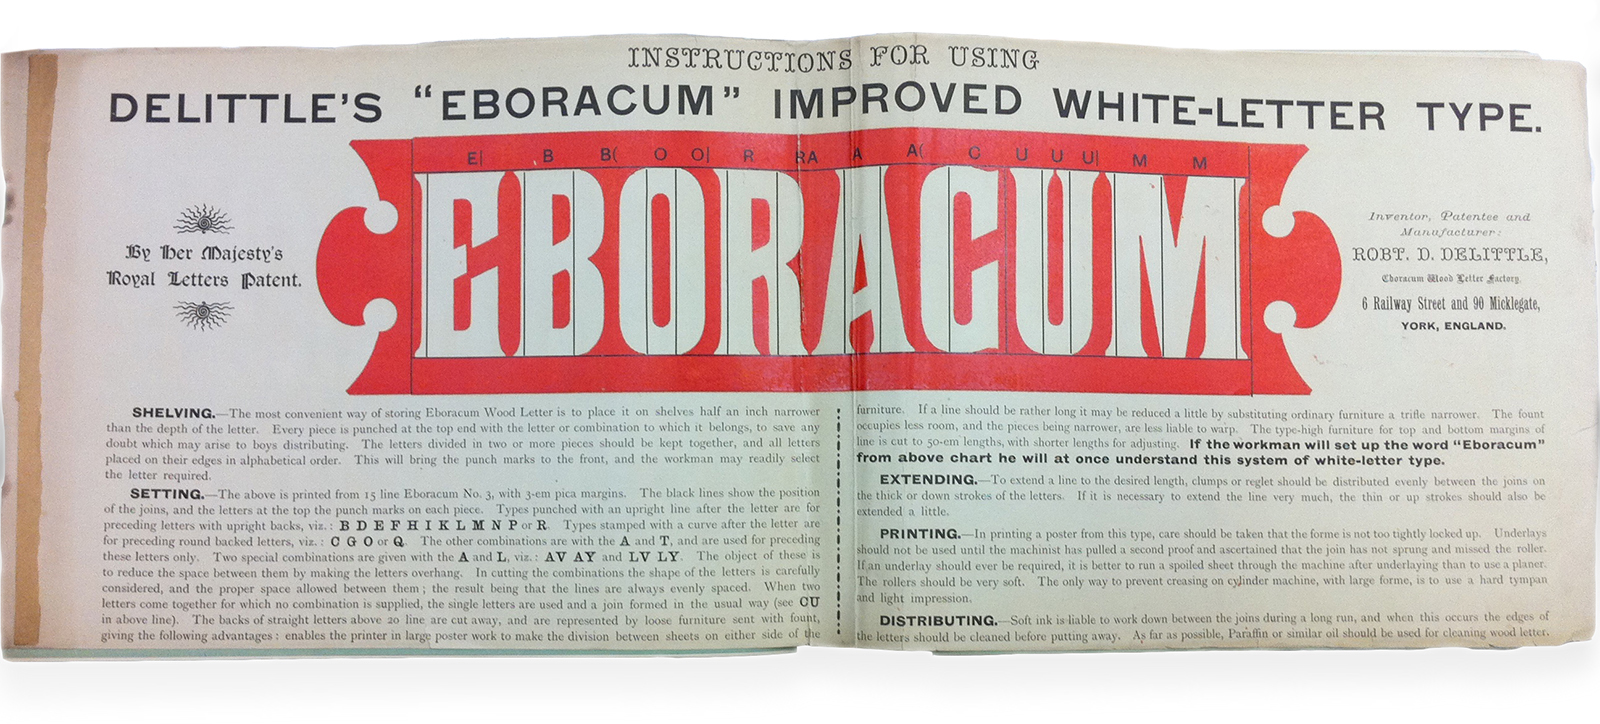 INSTRUCTIONS FOR USING
DELITTLE'S “EBORACUM” IMPROVED WHITE-LETTER TYPE.
E| B B( O O| R RA A A( C U U U| M M
EBORACUM
By Her Majesty's
Royal Letters Patent.
Inventor, Patentee and
Manufacturer:
ROBT. D. DELITTLE,
Eboracum Wood Letter Factory,
6 Railway Street and 90 Micklegate,
YORK, ENGLAND.
SHELVING.—The most convenient way of storing Eboracum Wood Letter is to place it on shelves half an inch narrower
than the depth of the letter. Every piece is punched at the top end with the letter or combination to which it belongs, to save any
doubt which may arise to boys distributing. The letters divided in two or more pieces should be kept together, and all letters
placed on their edges in alphabetical order. This will bring the punch marks to the front, and the workman may readily select
the letter required.
SETTING.—The above is printed from 15 line Eboracum No. 3, with 3-em pica margins. The black lines show the position
of the joins, and the letters at the top the punch marks on each piece. Types punched with an upright line after the letter are for
preceding letters with upright backs, viz.: B D E F H I K L M N P or R. Types stamped with a curve after the letter are
for preceding round backed letters, viz.: C G O or Q. The other combinations are with the A and T, and are used for preceding
these letters only. Two special combinations are given with the A and L, viz.: AV AY and LV LY. The object of these is
to reduce the space between them by making the letters overhang. In cutting the combinations the shape of the letters is carefully
considered, and the proper space allowed between them; the result being that the lines are always evenly spaced. When two
letters come together for which no combination is supplied, the single letters are used and a join formed in the usual way (see CU
in above line). The backs of straight letters above 20 line are cut away, and are represented by loose furniture sent with fount,
giving the following advantages: enables the printer in large poster work to make the division between sheets on either side of the
furniture. If a line should be rather long it may be reduced a little by substituting ordinary furniture a trifle narrower. The fount
occupies less room, and the pieces being narrower, are less liable to warp. The type-high furniture for top and bottom margins of
line is cut to 50-em lengths, with shorter lengths for adjusting. If the workman will set up the word “Eboracum”
from above chart he will at once understand this system of white-letter type.
EXTENDING.—To extend a line to the desired length, clumps or reglet should be distributed evenly between the joins on
the thick or down strokes of the letters. If it is necessary to extend the line very much, the thin or up strokes should also be
extended a little.
PRINTING.—In printing a poster from this type, care should be taken that the forme is not too tightly locked up. Underlays
should not be used until the machinist has pulled a second proof and ascertained that the join has not sprung and missed the roller.
If an underlay should ever be required, it is better to run a spoiled sheet through the machine after underlaying than to use a planer.
The rollers should be very soft. The only way to prevent creasing on cylinder machine, with large forme, is to use a hard tympan
and light impression.
DISTRIBUTING.—Soft ink is liable to work down between the joins during a long run, and when this occurs the edges of
the letters should be cleaned before putting away. As far as possible, Paraffin or similar oil should be used for cleaning wood letter.